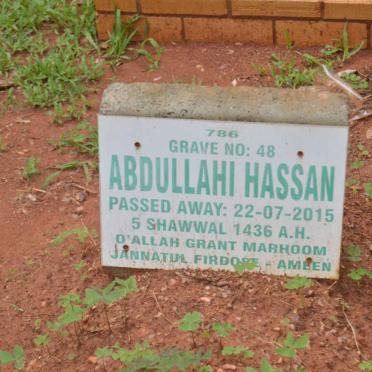 786
GRAVE NO: 48
ABDULLAHI HASSAN
PASSED AWAY: 22-07-2015
5 SHAWWAL 1436 A.H.
O'ALLAH GRANT MARHOOM
JANNATUL FIRDOSE - AMEEN